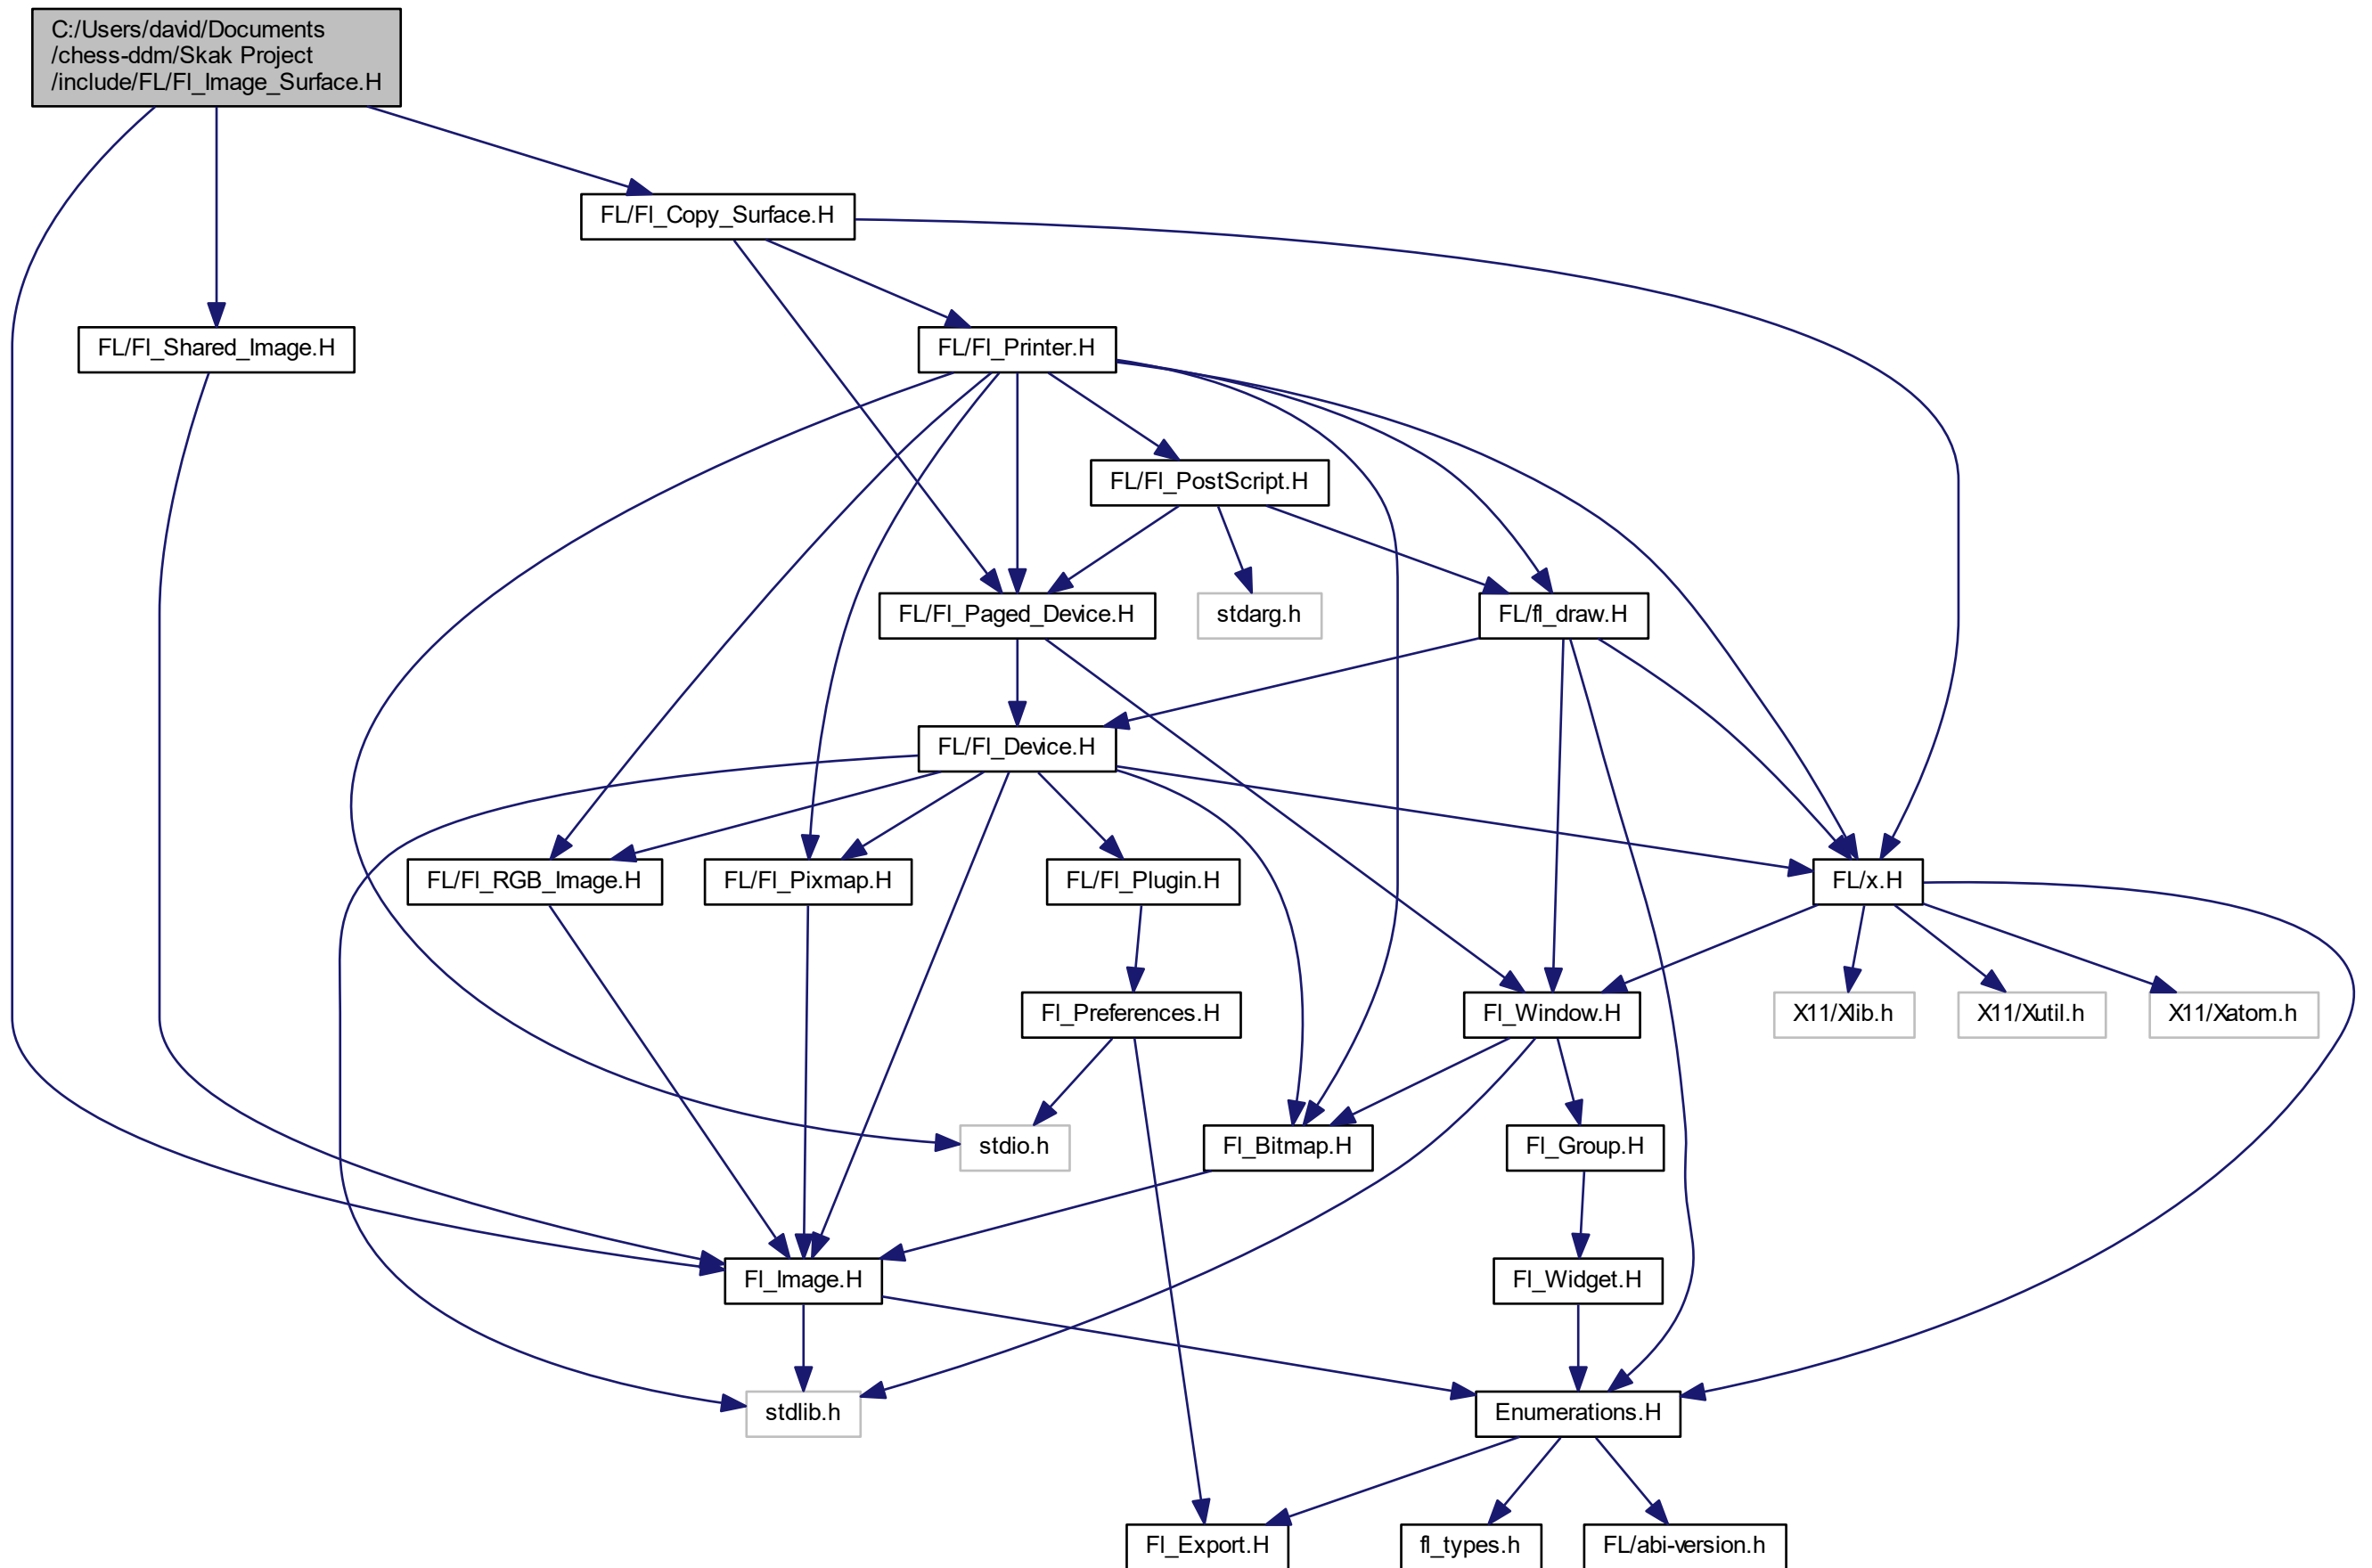 C:/Users/david/Documents
/chess-ddm/Skak Project
/include/FL/Fl_Image_Surface.H
FL/Fl_Copy_Surface.H
FL/Fl_Shared_Image.H
FL/Fl_Printer.H
FL/Fl_PostScript.H
FL/Fl_Paged_Device.H
stdarg.h
FL/fl_draw.H
FL/Fl_Device.H
FL/Fl_RGB_Image.H
FL/Fl_Pixmap.H
FL/Fl_Plugin.H
FL/x.H
Fl_Preferences.H
Fl_Window.H
X11/Xlib.h
X11/Xutil.h
X11/Xatom.h
stdio.h
Fl_Bitmap.H
Fl_Group.H
Fl_Image.H
Fl_Widget.H
stdlib.h
Enumerations.H
Fl_Export.H
fl_types.h
FL/abi-version.h